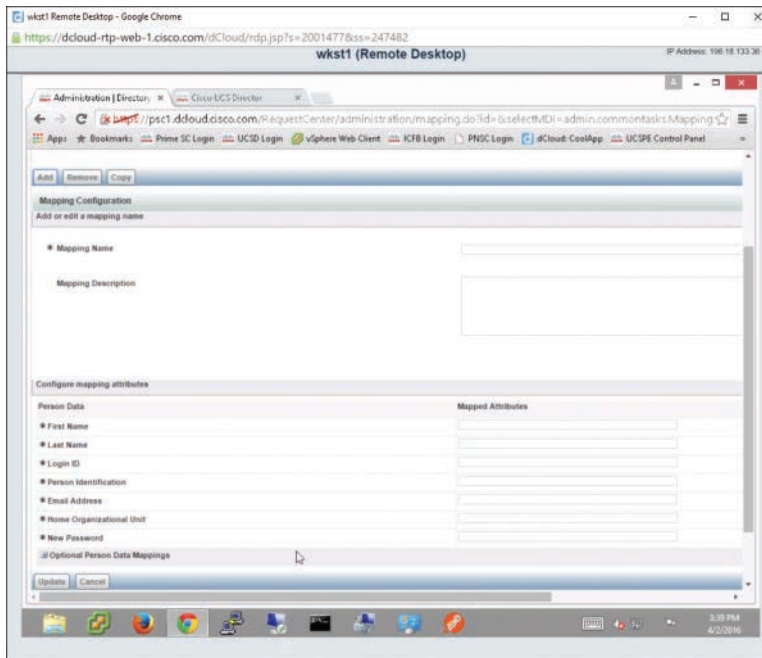 wkst1 Remote Desktop - Google Chrome
https://dcloud-rtp-web-1.cisco.com/dCloud/rdp.jsp?s=200147&ss=247482
wkst1 (Remote Desktop)
IP Address: 198.18.133.36
Administration | Directory
Cisco UCS Director
https://psc1.dcloud.cisco.com/RequestCenter/administration/mapping.do?id=&selectMDI=admin.commontasks.Mapping
Apps Bookmarks Prime SC Login UCSD Login vSphere Web Client ICFB Login PNSC Login dCloud: CoolApp UCSPE Control Panel
Add Remove Copy
Mapping Configuration
Add or edit a mapping name
* Mapping Name
Mapping Description
Configure mapping attributes
Person Data Mapped Attributes
* First Name
* Last Name
* Login ID
* Person Identification
* Email Address
* Home Organizational Unit
* New Password
Optional Person Data Mappings
Update Cancel
3:39 PM
4/2/2016